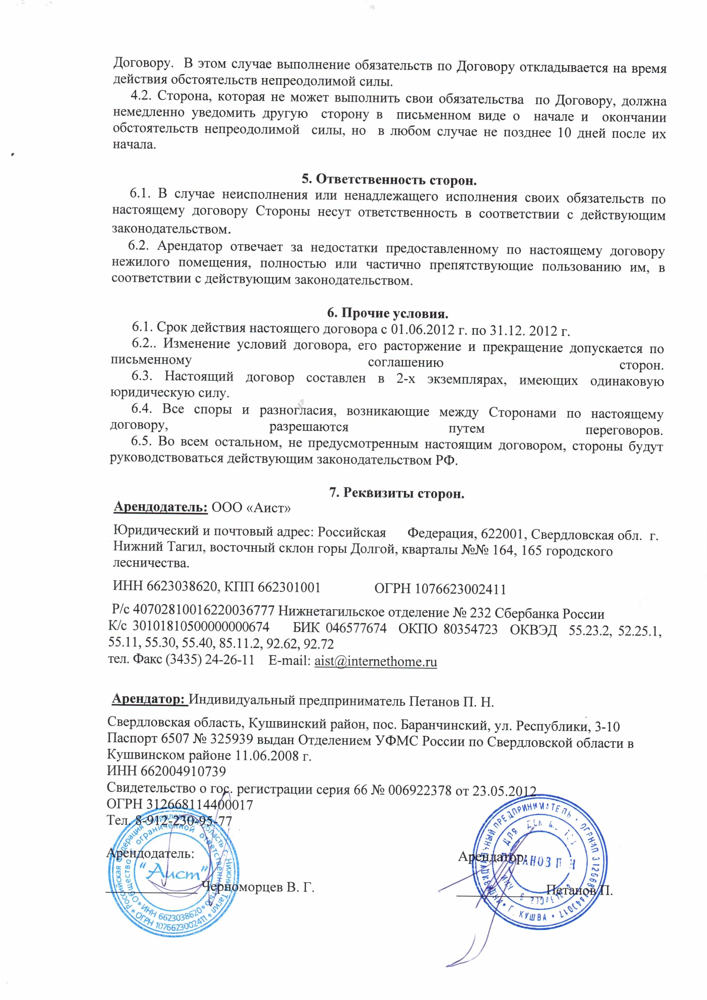 Договору. В этом случае выполнение обязательств по Договору откладывается на время
действия обстоятельств непреодолимой силы.
4.2. Сторона, которая не может выполнить свои обязательства по Договору, должна
немедленно уведомить другую сторону в письменном виде о начале и окончании
обстоятельств непреодолимой силы, но в любом случае не позднее 10 дней после их
начала.
5. Ответственность сторон.
6.1. В случае неисполнения или ненадлежащего исполнения своих обязательств по
настоящему договору Стороны несут ответственность в соответствии с действующим
законодательством.
6.2. Арендатор отвечает за недостатки предоставленному по настоящему договору
нежилого помещения, полностью или частично препятствующие пользованию им, в
соответствии с действующим законодательством.
6. Прочие условия.
6.1. Срок действия настоящего договора с 01.06.2012 г. по 31.12. 2012 г.
6.2.. Изменение условий договора, его расторжение и прекращение допускается по
письменному соглашению сторон.
6.3. Настоящий договор составлен в 2-х экземплярах, имеющих одинаковую
юридическую силу.
6.4. Все споры и разногласия, возникающие между Сторонами по настоящему
договору, разрешаются путем переговоров.
6.5. Во всем остальном, не предусмотренным настоящим договором, стороны будут
руководствоваться действующим законодательством РФ.
7. Реквизиты сторон.
Арендодатель: ООО «Аист»
Юридический и почтовый адрес: Российская Федерация, 622001, Свердловская обл. г.
Нижний Тагил, восточный склон горы Долгой, кварталы №№ 164, 165 городского
лесничества.
ИНН 6623038620, КПП 662301001 ОГРН 1076623002411
Р/с 40702810016220036777 Нижнетагильское отделение № 232 Сбербанка России
К/с 30101810500000000674 БИК 046577674 ОКПО 80354723 ОКВЭД 55.23.2, 52.25.1,
55.11, 55.30, 55.40, 85.11.2, 92.62, 92.72
тел. Факс (3435) 24-26-11 E-mail: aist@internethome.ru
Арендатор: Индивидуальный предприниматель Петанов П. Н.
Свердловская область, Кушвинский район, пос. Баранчинский, ул. Республики, 3-10
Паспорт 6507 № 325939 выдан Отделением УФМС России по Свердловской области в
Кушвинском районе 11.06.2008 г.
ИНН 662004910739
Свидетельство о гос. регистрации серия 66 № 006922378 от 23.05.2012
ОГРН 312668114400017
Тел. 8-912-230-95-77
Арендодатель: Арендатор:
Черноморцев В. Г. Петанов П.
Российская Федерация Свердловская область г. Нижний Тагил * ОГРН 1076623002411 *
Общество с ограниченной ответственностью * ИНН 6623038620 *
"Аист"
ИНДИВИДУАЛЬНЫЙ ПРЕДПРИНИМАТЕЛЬ * ОГРНИП 312668114400017 * Г. КУШВА *
ДЛЯ
ИНН
П Н